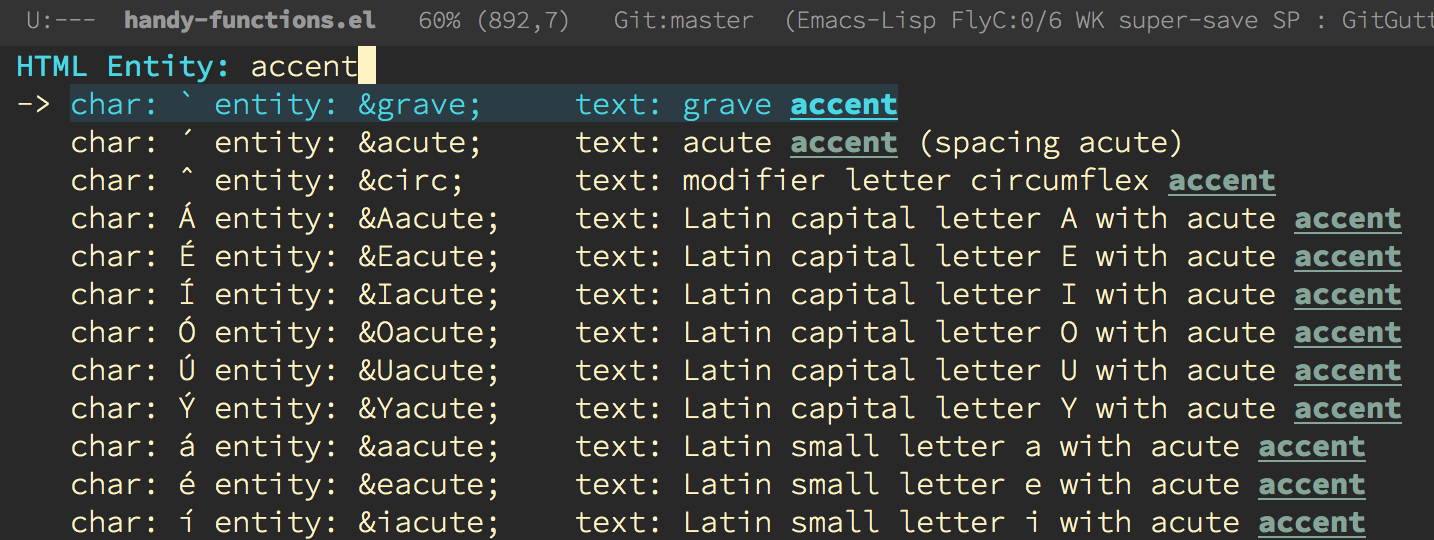 U:--- handy-functions.el 60% (892,7) Git:master (Emacs-Lisp FlyC:0/6 WK super-save SP : GitGutt
HTML Entity: accent
-> char: ` entity: &grave; text: grave accent
char: ´ entity: &acute; text: acute accent (spacing acute)
char: ˆ entity: &circ; text: modifier letter circumflex accent
char: Á entity: &Aacute; text: Latin capital letter A with acute accent
char: É entity: &Eacute; text: Latin capital letter E with acute accent
char: Í entity: &Iacute; text: Latin capital letter I with acute accent
char: Ó entity: &Oacute; text: Latin capital letter O with acute accent
char: Ú entity: &Uacute; text: Latin capital letter U with acute accent
char: Ý entity: &Yacute; text: Latin capital letter Y with acute accent
char: á entity: &aacute; text: Latin small letter a with acute accent
char: é entity: &eacute; text: Latin small letter e with acute accent
char: í entity: &iacute; text: Latin small letter i with acute accent